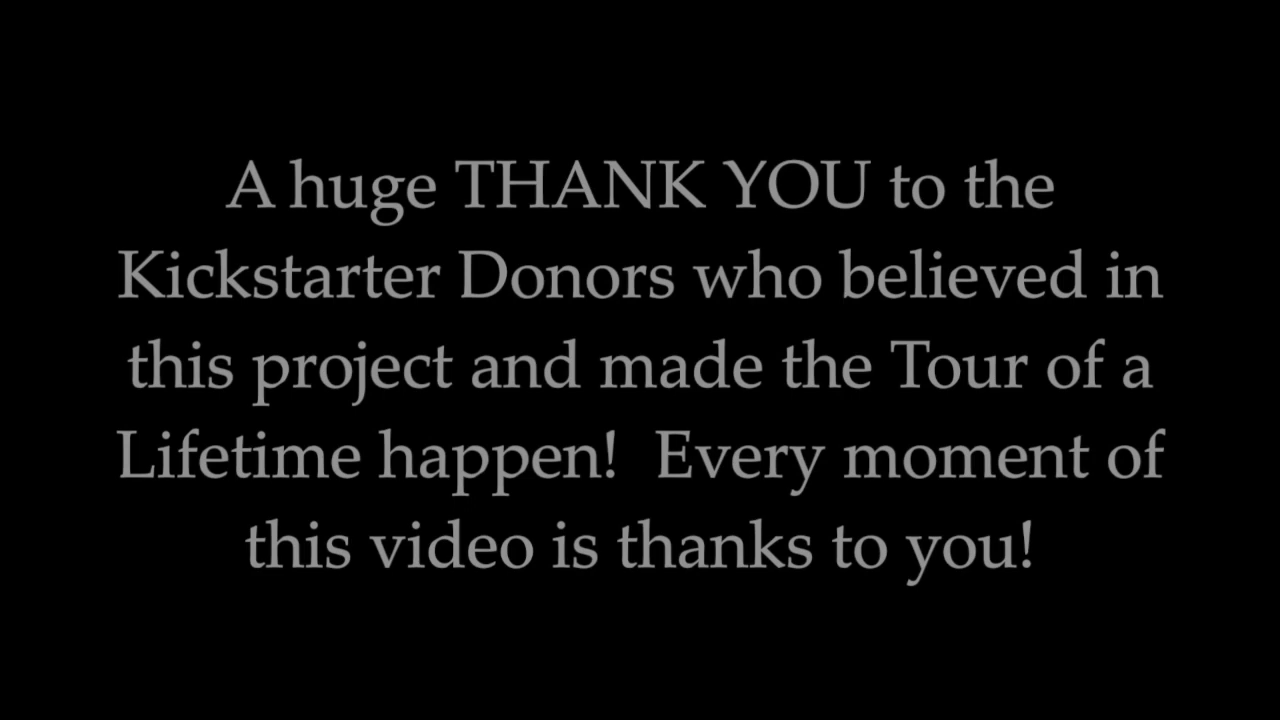 A huge THANK YOU to the
Kickstarter Donors who believed in
this project and made the Tour of a
Lifetime happen!  Every moment of
this video is thanks to you!